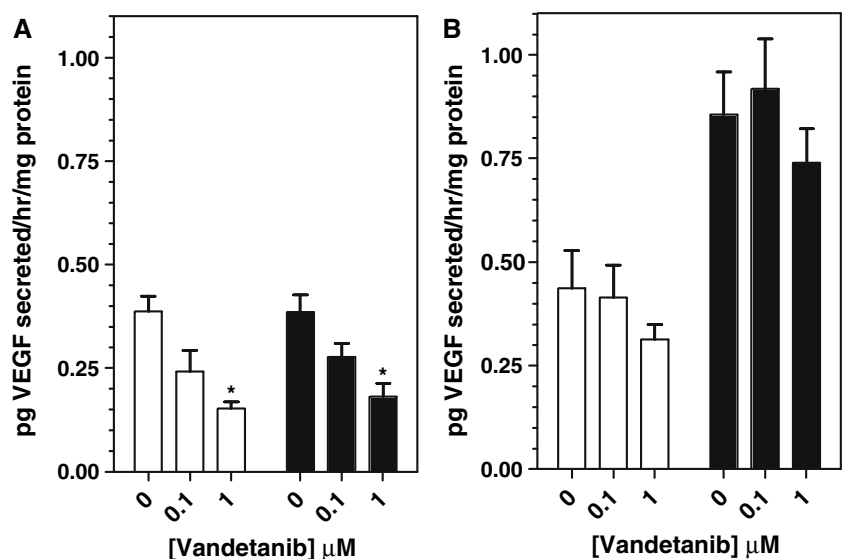 A
pg VEGF secreted/hr/mg protein
1.00
0.75
0.50
0.25
0.00
* *
0 0.1 1 0 0.1 1
[Vandetanib] µM
B
pg VEGF secreted/hr/mg protein
1.00
0.75
0.50
0.25
0.00
0 0.1 1 0 0.1 1
[Vandetanib] µM